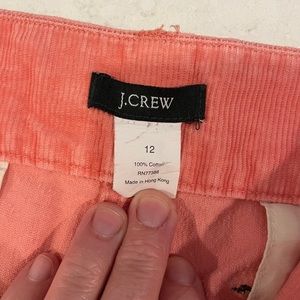 J.CREW
12
100% Cotton
RN77388
Made in Hong Kong